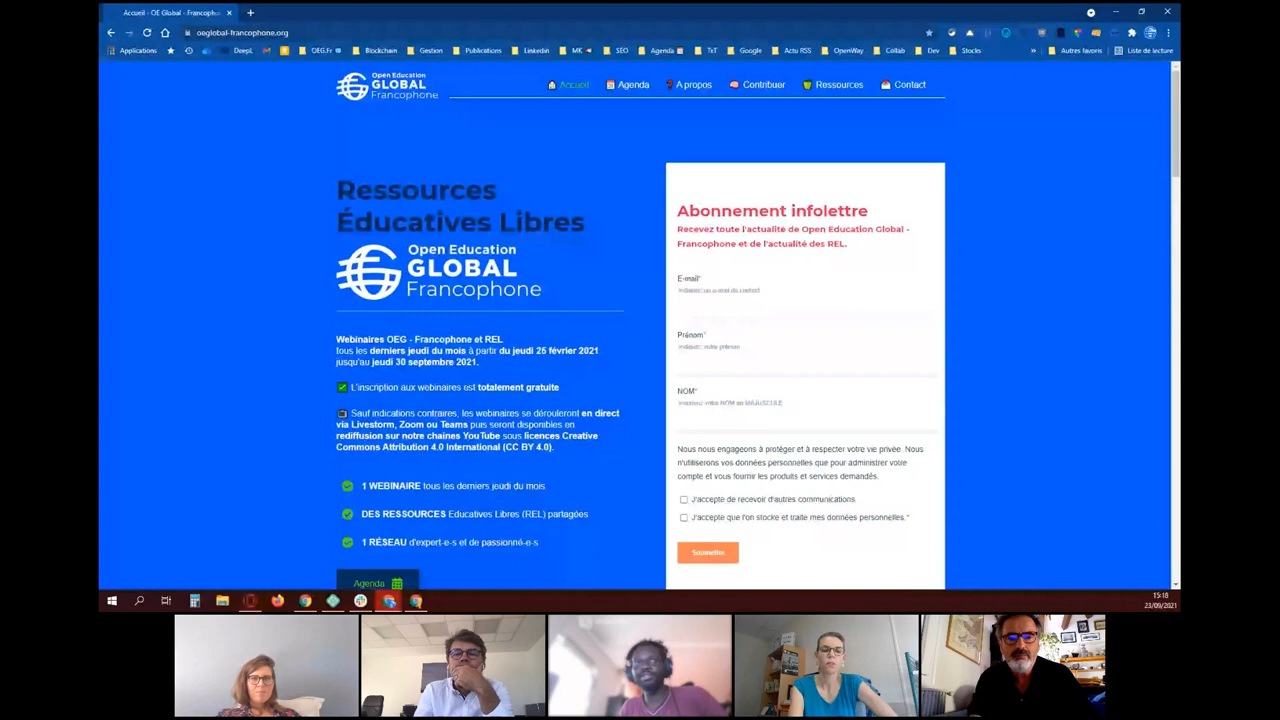 Accueil - OE Global - Francopho
oeglobal-francophone.org
Applications
DeepL
OEG.Fr
Blockchain
Gestion
Publications
Linkedin
MK
SEO
Agenda
TxT
Google
Actu RSS
OpenWay
Collab
Dev
Stocks
Autres favoris
Liste de lecture
Open Education
GLOBAL
Francophone
Accueil
Agenda
A propos
Contribuer
Ressources
Contact
Ressources
Éducatives Libres
Open Education
GLOBAL
Francophone
Webinaires OEG - Francophone et REL
tous les derniers jeudi du mois à partir du jeudi 25 février 2021
jusqu'au jeudi 30 septembre 2021.
L'inscription aux webinaires est totalement gratuite
Sauf indications contraires, les webinaires se dérouleront en direct
via Livestorm, Zoom ou Teams puis seront disponibles en
rediffusion sur notre chaines YouTube sous licences Creative
Commons Attribution 4.0 International (CC BY 4.0).
1 WEBINAIRE tous les derniers jeudi du mois
DES RESSOURCES Educatives Libres (REL) partagées
1 RÉSEAU d'expert-e-s et de passionné-e-s
Agenda
Abonnement infolettre
Recevez toute l'actualité de Open Education Global -
Francophone et de l'actualité des REL.
E-mail*
Prénom*
NOM*
Nous nous engageons à protéger et à respecter votre vie privée. Nous
n'utiliserons vos données personnelles que pour administrer votre
compte et vous fournir les produits et services demandés.
J'accepte de recevoir d'autres communications.
J'accepte que l'on stocke et traite mes données personnelles.*
Soumettre
15:18
23/09/2021